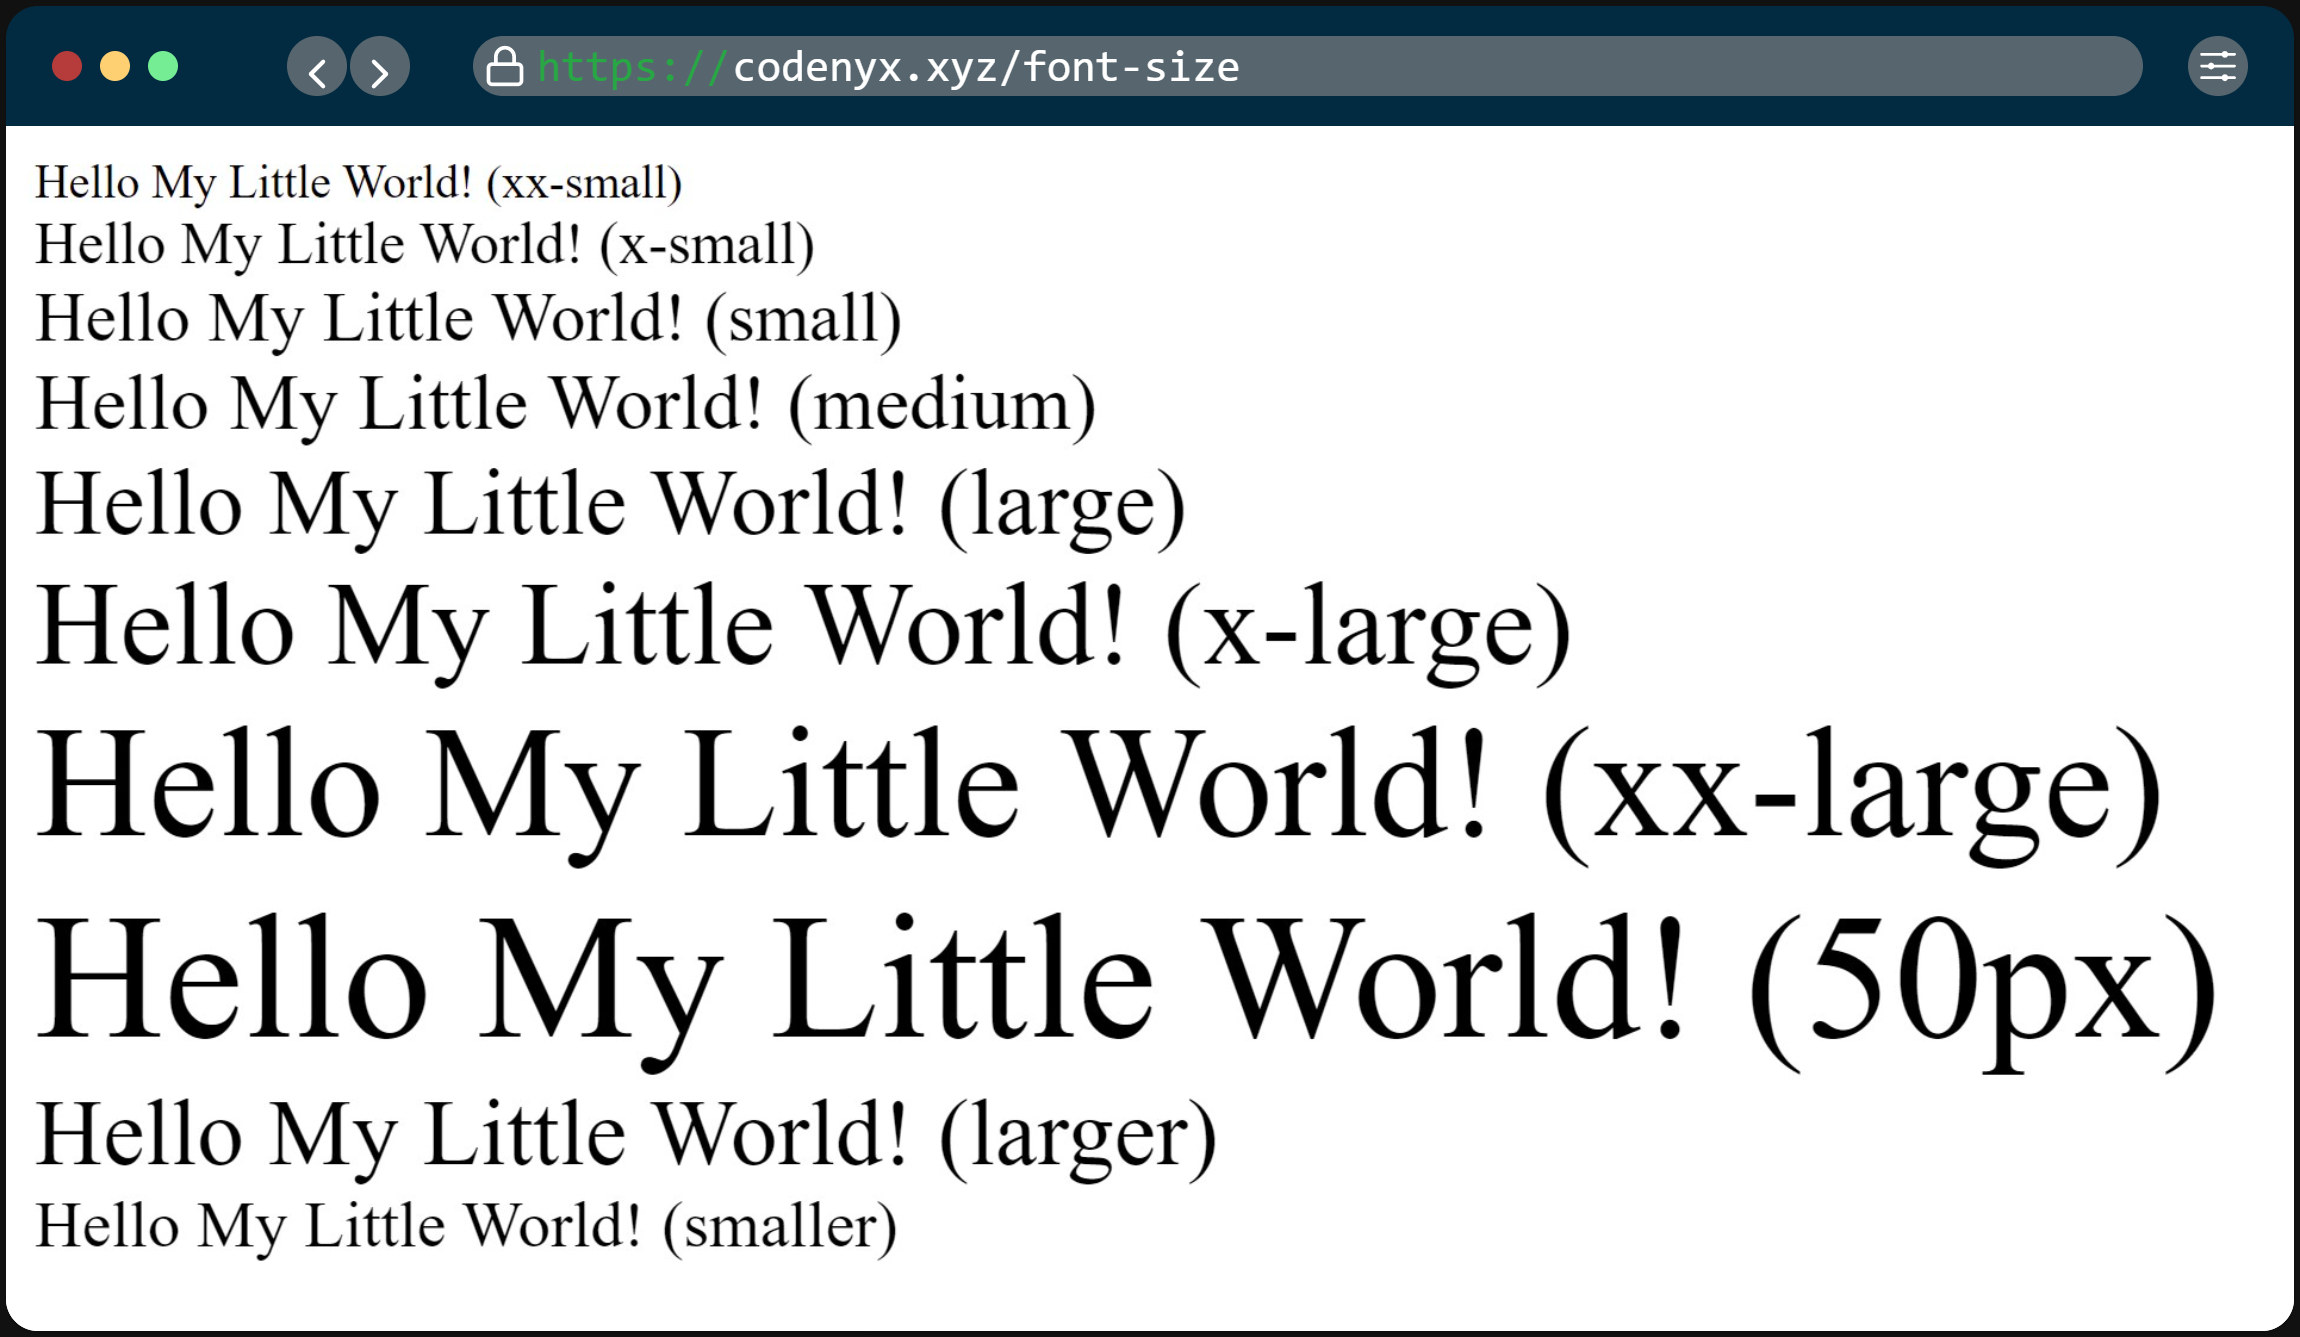 https://codenyx.xyz/font-size
Hello My Little World! (xx-small)
Hello My Little World! (x-small)
Hello My Little World! (small)
Hello My Little World! (medium)
Hello My Little World! (large)
Hello My Little World! (x-large)
Hello My Little World! (xx-large)
Hello My Little World! (50px)
Hello My Little World! (larger)
Hello My Little World! (smaller)